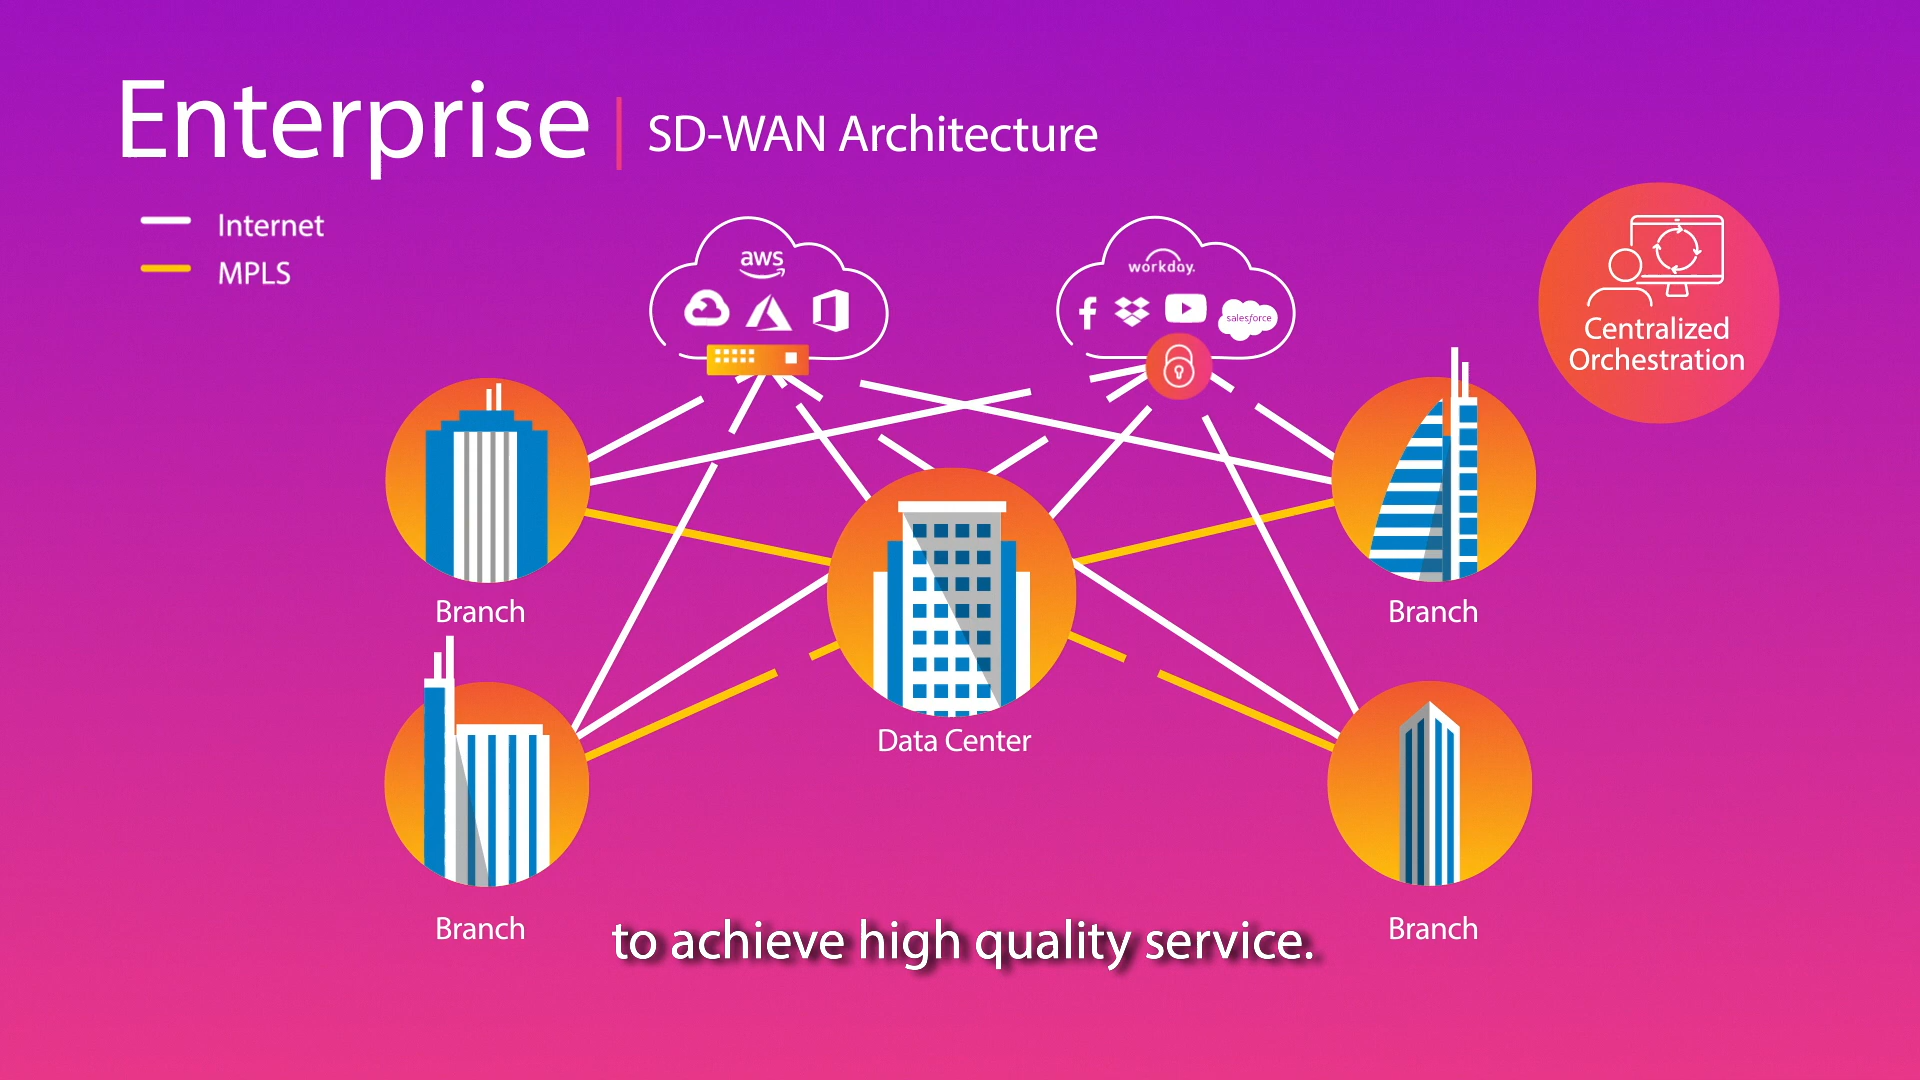 Enterprise | SD-WAN Architecture
Internet
MPLS
aws
workday.
salesforce
Centralized
Orchestration
Branch
Branch
Data Center
Branch
Branch
to achieve high quality service.